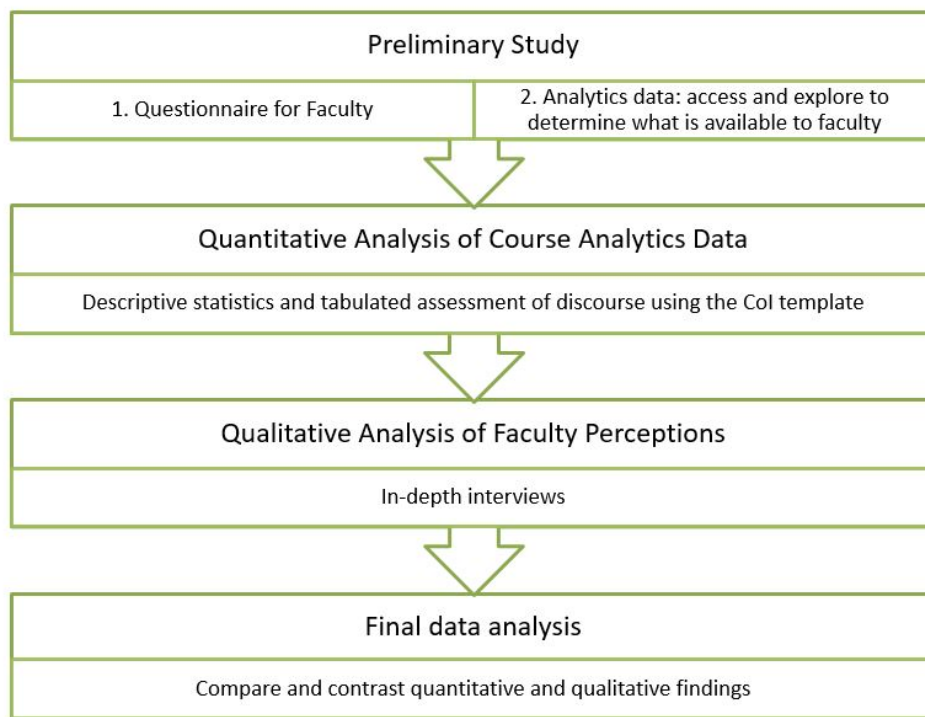 Preliminary Study
1. Questionnaire for Faculty
2. Analytics data: access and explore to
determine what is available to faculty
Quantitative Analysis of Course Analytics Data
Descriptive statistics and tabulated assessment of discourse using the CoI template
Qualitative Analysis of Faculty Perceptions
In-depth interviews
Final data analysis
Compare and contrast quantitative and qualitative findings